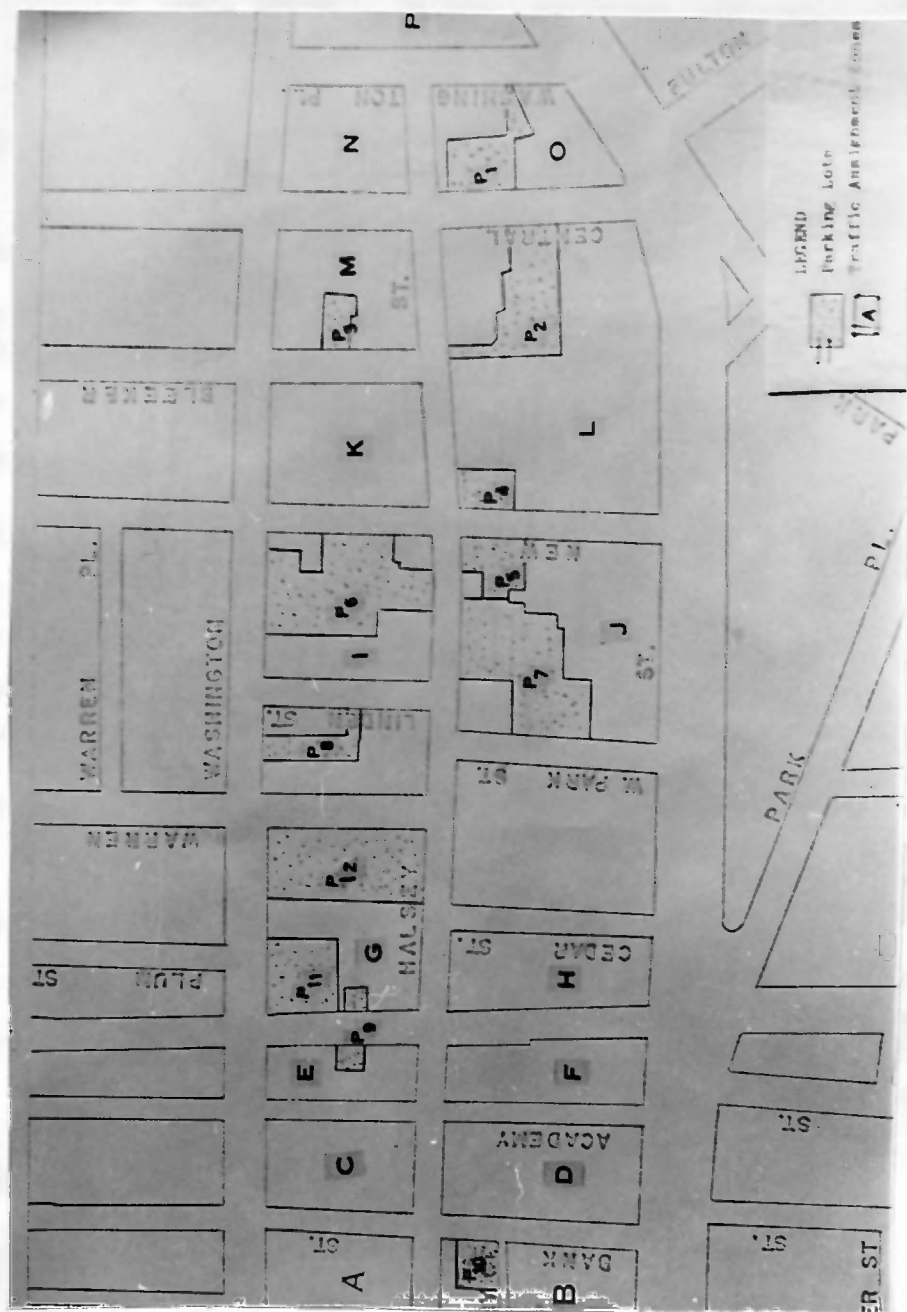 P
FULTON
WASHING
TON PL.
N
O
P1
CENTRAL
M
ST.
P3
P2
BLEEKER
K
L
P4
PARK
NEW
P5
P6
I
J
ST.
P7
WARREN PL.
WASHINGTON
LINDEN
ST.
P8
W. PARK
ST.
PARK PL.
WARREN
P12
HALSEY
G
P11
CEDAR
ST.
H
PLUM
ST
P9
E
F
C
D
ACADEMY
ST.
A
B
ST.
BANK
ST.
ER ST.
LEGEND
Parking Lots
A
Traffic Assignment Zones